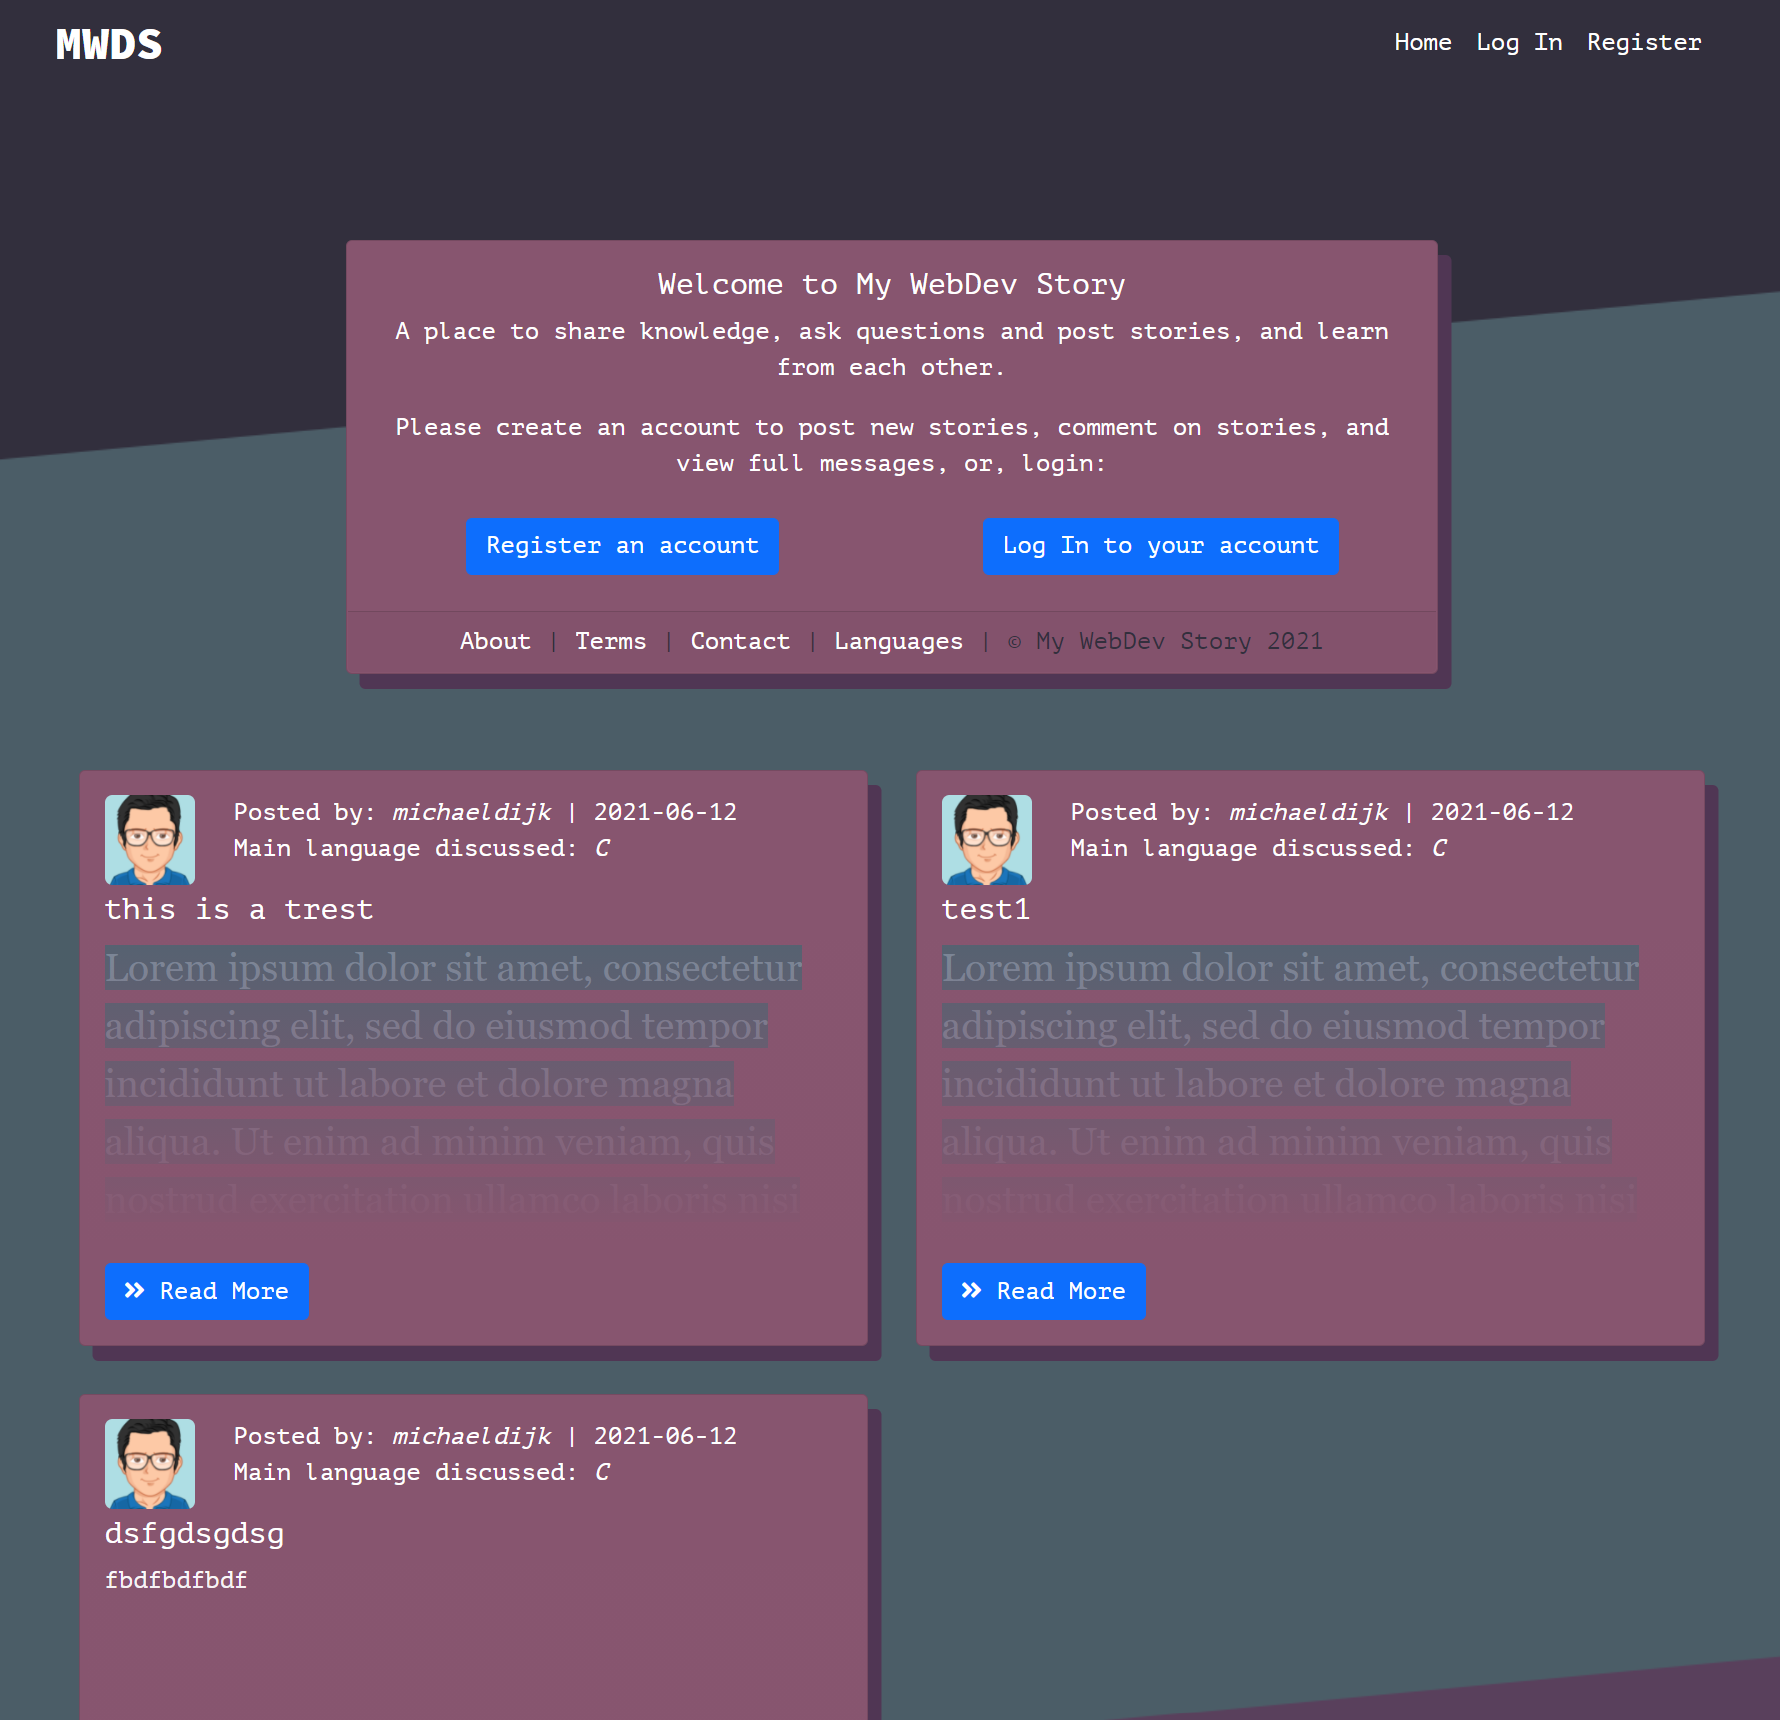 MWDS
Home Log In Register
Welcome to My WebDev Story
A place to share knowledge, ask questions and post stories, and learn
from each other.
Please create an account to post new stories, comment on stories, and
view full messages, or, login:
Register an account
Log In to your account
About | Terms | Contact | Languages | © My WebDev Story 2021
Posted by: michaeldijk | 2021-06-12
Main language discussed: C
this is a trest
Lorem ipsum dolor sit amet, consectetur
adipiscing elit, sed do eiusmod tempor
incididunt ut labore et dolore magna
aliqua. Ut enim ad minim veniam, quis
nostrud exercitation ullamco laboris nisi
Read More
Posted by: michaeldijk | 2021-06-12
Main language discussed: C
test1
Lorem ipsum dolor sit amet, consectetur
adipiscing elit, sed do eiusmod tempor
incididunt ut labore et dolore magna
aliqua. Ut enim ad minim veniam, quis
nostrud exercitation ullamco laboris nisi
Read More
Posted by: michaeldijk | 2021-06-12
Main language discussed: C
dsfgdsgdsg
fbdfbdfbdf